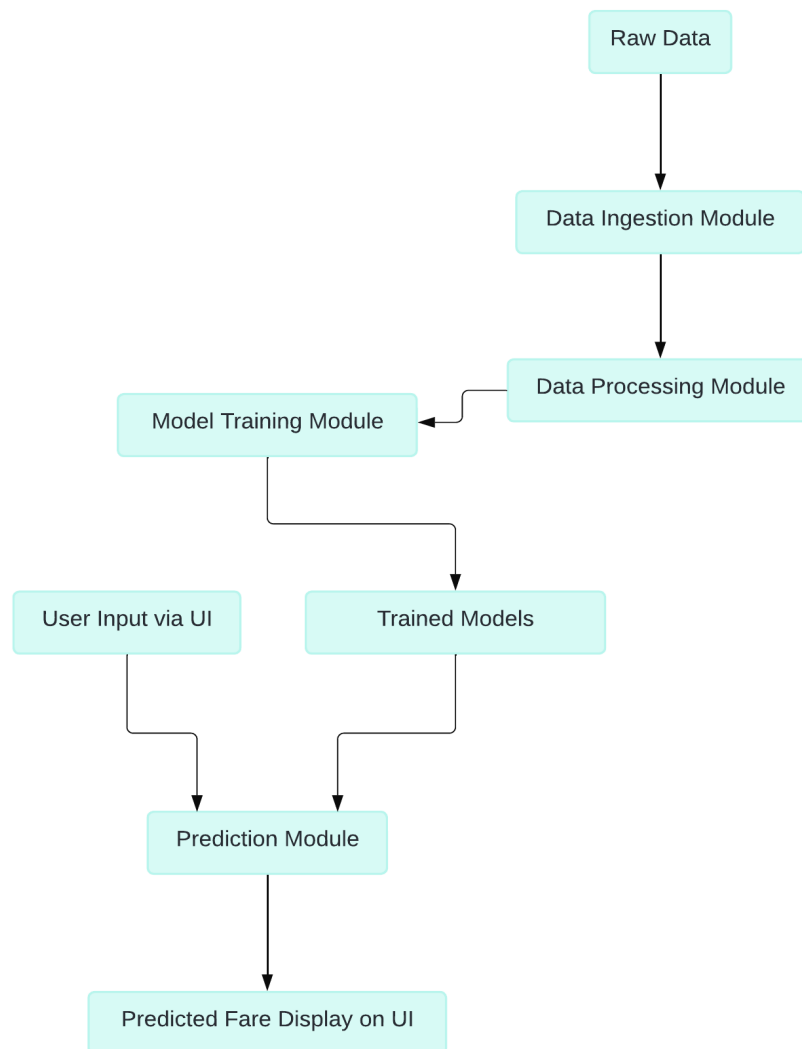 Raw Data
Data Ingestion Module
Data Processing Module
Model Training Module
User Input via UI
Trained Models
Prediction Module
Predicted Fare Display on UI